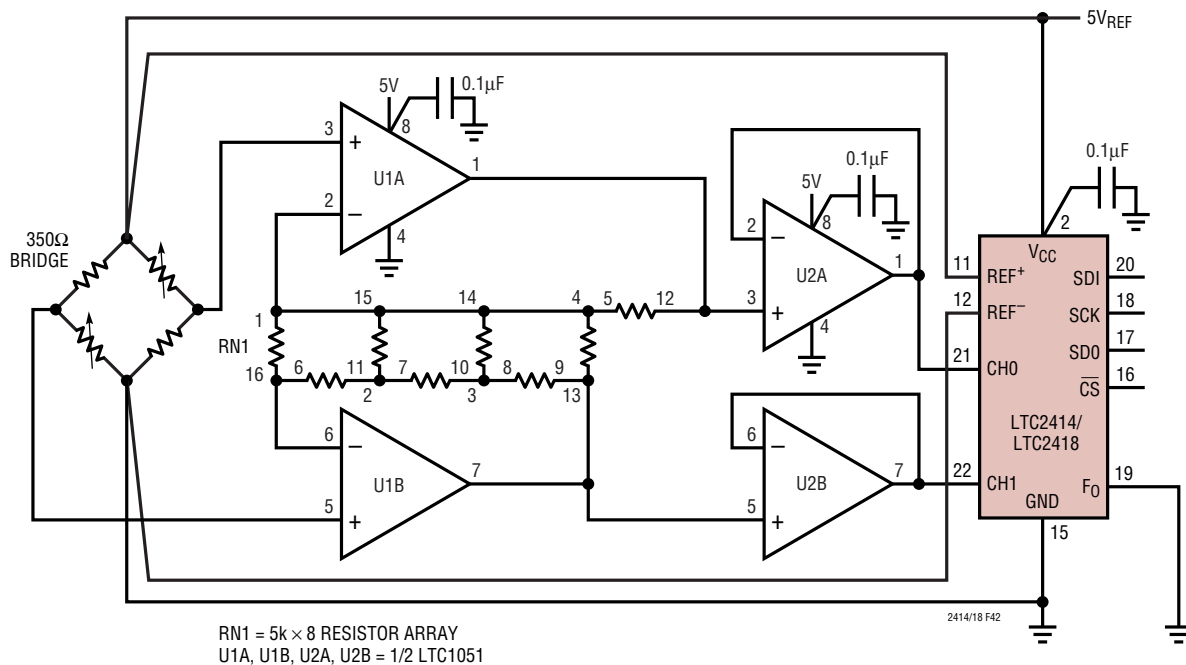 5VREF
5V
0.1µF
3
8
+
1
U1A
0.1µF
0.1µF
5V
2
−
2
−
8
2
350Ω
BRIDGE
4
VCC
U2A
1
11
REF+
SDI
20
15
14
4
5
12
3
+
12
REF−
SCK
18
1
4
RN1
SD0
17
16
6
11
7
10
8
9
21
CH0
CS
16
2
3
13
LTC2414/
LTC2418
6
−
6
−
U1B
7
U2B
7
22
CH1
FO
19
5
+
5
+
GND
15
2414/18 F42
RN1 = 5k × 8 RESISTOR ARRAY
U1A, U1B, U2A, U2B = 1/2 LTC1051